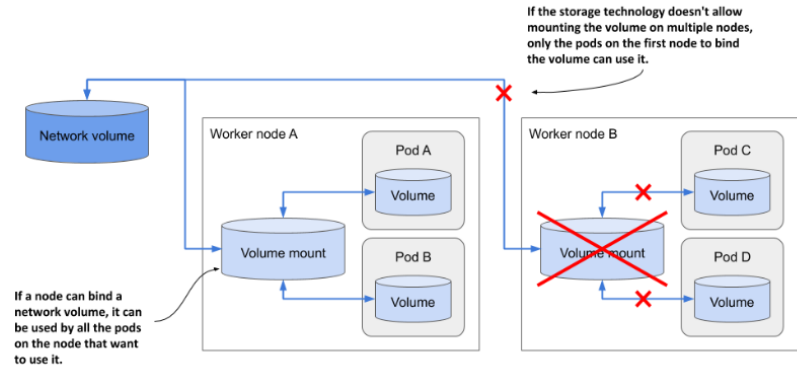 If the storage technology doesn't allow
mounting the volume on multiple nodes,
only the pods on the first node to bind
the volume can use it.
Network volume
Worker node A
Pod A
Volume
Volume mount
Pod B
Volume
Worker node B
Pod C
Volume
Volume mount
Pod D
Volume
If a node can bind a
network volume, it can
be used by all the pods
on the node that want
to use it.